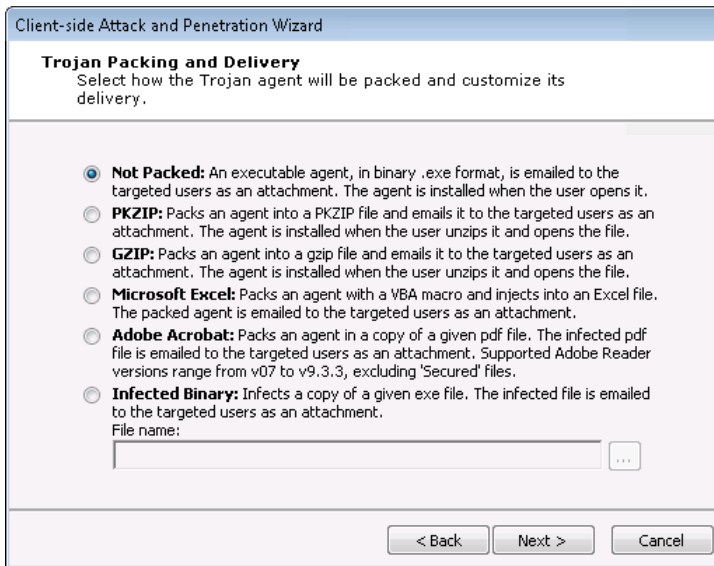 Client-side Attack and Penetration Wizard
Trojan Packing and Delivery
Select how the Trojan agent will be packed and customize its
delivery.
Not Packed: An executable agent, in binary .exe format, is emailed to the
targeted users as an attachment. The agent is installed when the user opens it.
PKZIP: Packs an agent into a PKZIP file and emails it to the targeted users as an
attachment. The agent is installed when the user unzips it and opens the file.
GZIP: Packs an agent into a gzip file and emails it to the targeted users as an
attachment. The agent is installed when the user unzips it and opens the file.
Microsoft Excel: Packs an agent with a VBA macro and injects into an Excel file.
The packed agent is emailed to the targeted users as an attachment.
Adobe Acrobat: Packs an agent in a copy of a given pdf file. The infected pdf
file is emailed to the targeted users as an attachment. Supported Adobe Reader
versions range from v07 to v9.3.3, excluding 'Secured' files.
Infected Binary: Infects a copy of a given exe file. The infected file is emailed
to the targeted users as an attachment.
File name:
...
< Back Next > Cancel